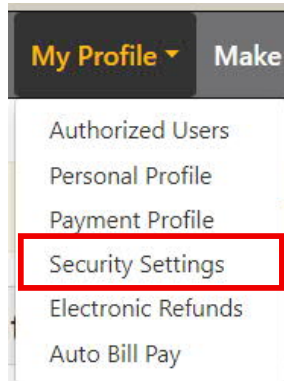 My Profile Make
Authorized Users
Personal Profile
Payment Profile
Security Settings
Electronic Refunds
Auto Bill Pay